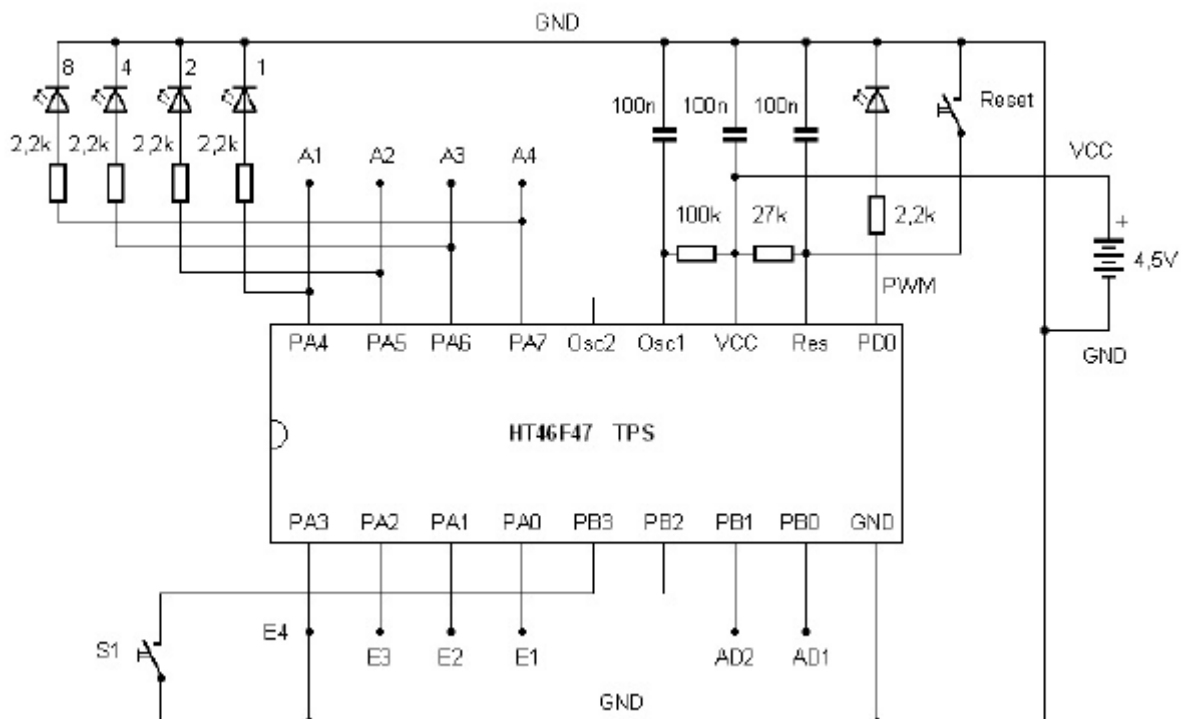 GND
8 4 2 1
2,2k 2,2k 2,2k 2,2k
A1 A2 A3 A4
100n 100n 100n
Reset
VCC
100k 27k 2,2k
+
4,5V
PWM
GND
PA4 PA5 PA6 PA7 Osc2 Osc1 VCC Res PD0
HT46F47 TPS
PA3 PA2 PA1 PA0 PB3 PB2 PB1 PB0 GND
S1
E4 E3 E2 E1 AD2 AD1
GND